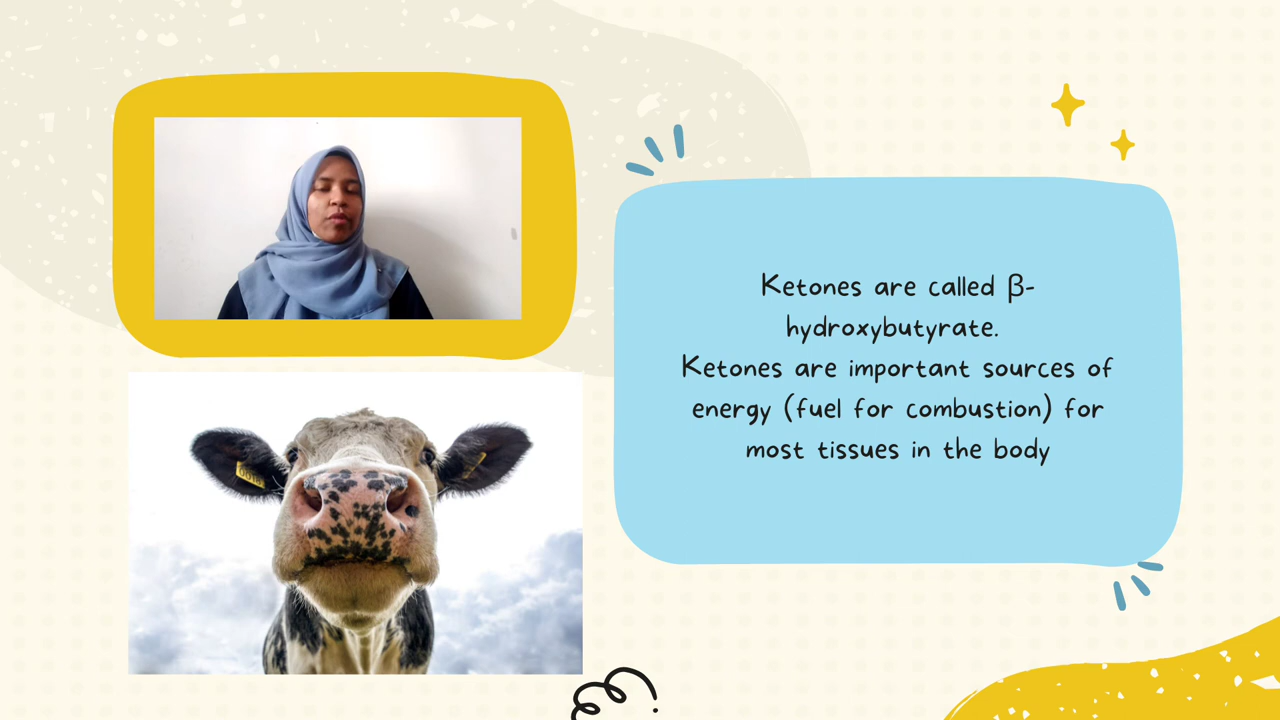 Ketones are called β-
hydroxybutyrate.
Ketones are important sources of
energy (fuel for combustion) for
most tissues in the body